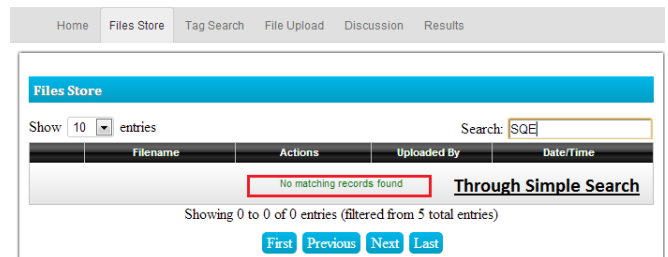 Home Files Store Tag Search File Upload Discussion Results
Files Store
Show 10 entries Search: SQE
Filename Actions Uploaded By Date/Time
No matching records found Through Simple Search
Showing 0 to 0 of 0 entries (filtered from 5 total entries)
First Previous Next Last